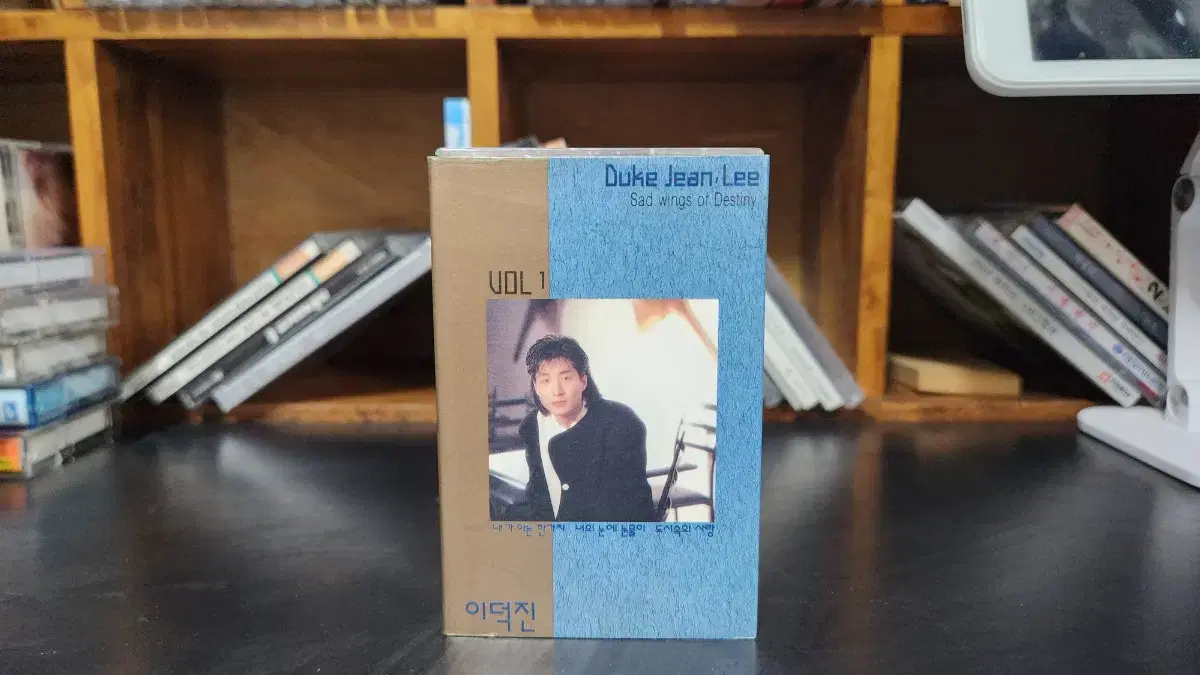 Duke Jean, Lee
Sad wings of Destiny
VOL 1
내가 아는 한가지 너의 눈에 눈물이 도시속의 사랑
이덕진